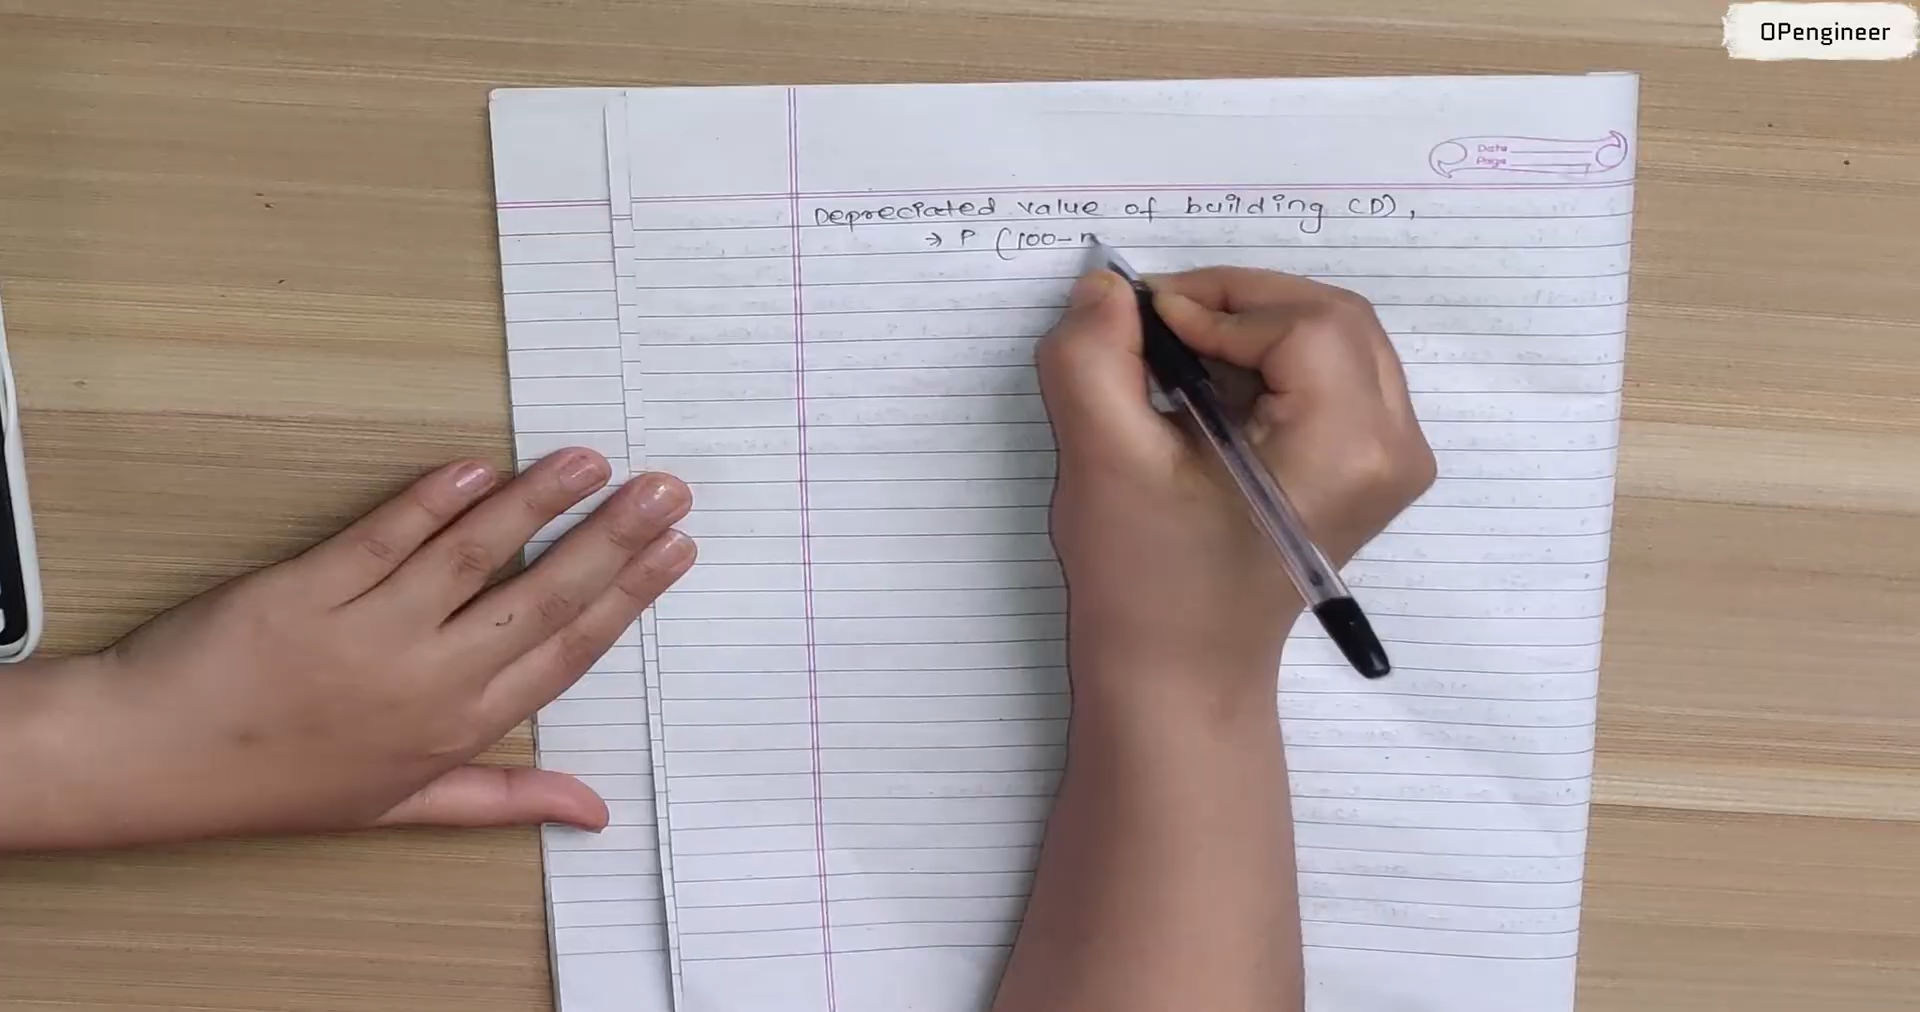 OPengineer
Date
Page
Depreciated value of building (D),
→ P (100-r